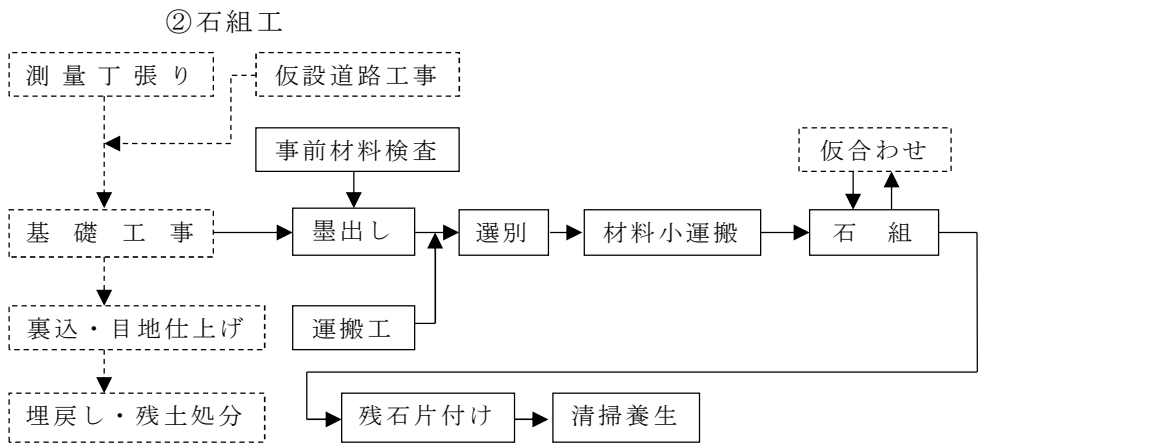 ②石組工
測量丁張り
仮設道路工事
事前材料検査
仮合わせ
基礎工事
墨出し
選別
材料小運搬
石組
裏込・目地仕上げ
運搬工
埋戻し・残土処分
残石片付け
清掃養生